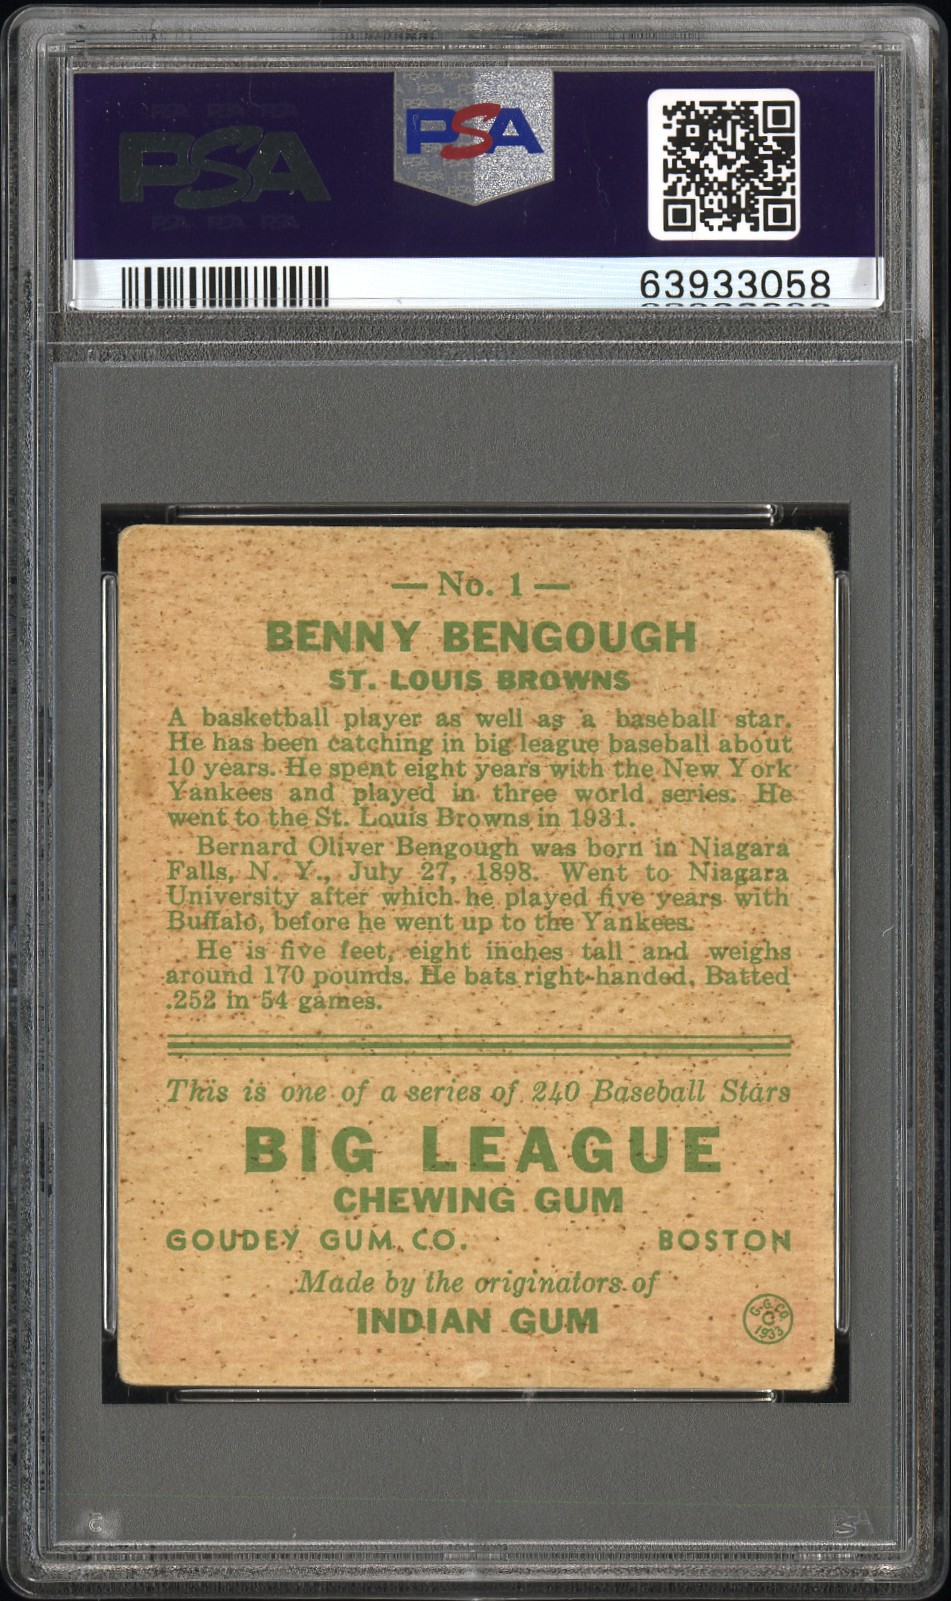 PSA
PSA
63933058
— No. 1 —
BENNY BENGOUGH
ST. LOUIS BROWNS
A basketball player as well as a baseball star.
He has been catching in big league baseball about
10 years. He spent eight years with the New York
Yankees and played in three world series. He
went to the St. Louis Browns in 1931.
Bernard Oliver Bengough was born in Niagara
Falls, N. Y., July 27, 1898. Went to Niagara
University after which he played five years with
Buffalo, before he went up to the Yankees.
He is five feet, eight inches tall and weighs
around 170 pounds. He bats right-handed. Batted
.252 in 54 games.
This is one of a series of 240 Baseball Stars
BIG LEAGUE
CHEWING GUM
GOUDEY GUM CO. BOSTON
Made by the originators of
INDIAN GUM
G.G.Co.
C
1933